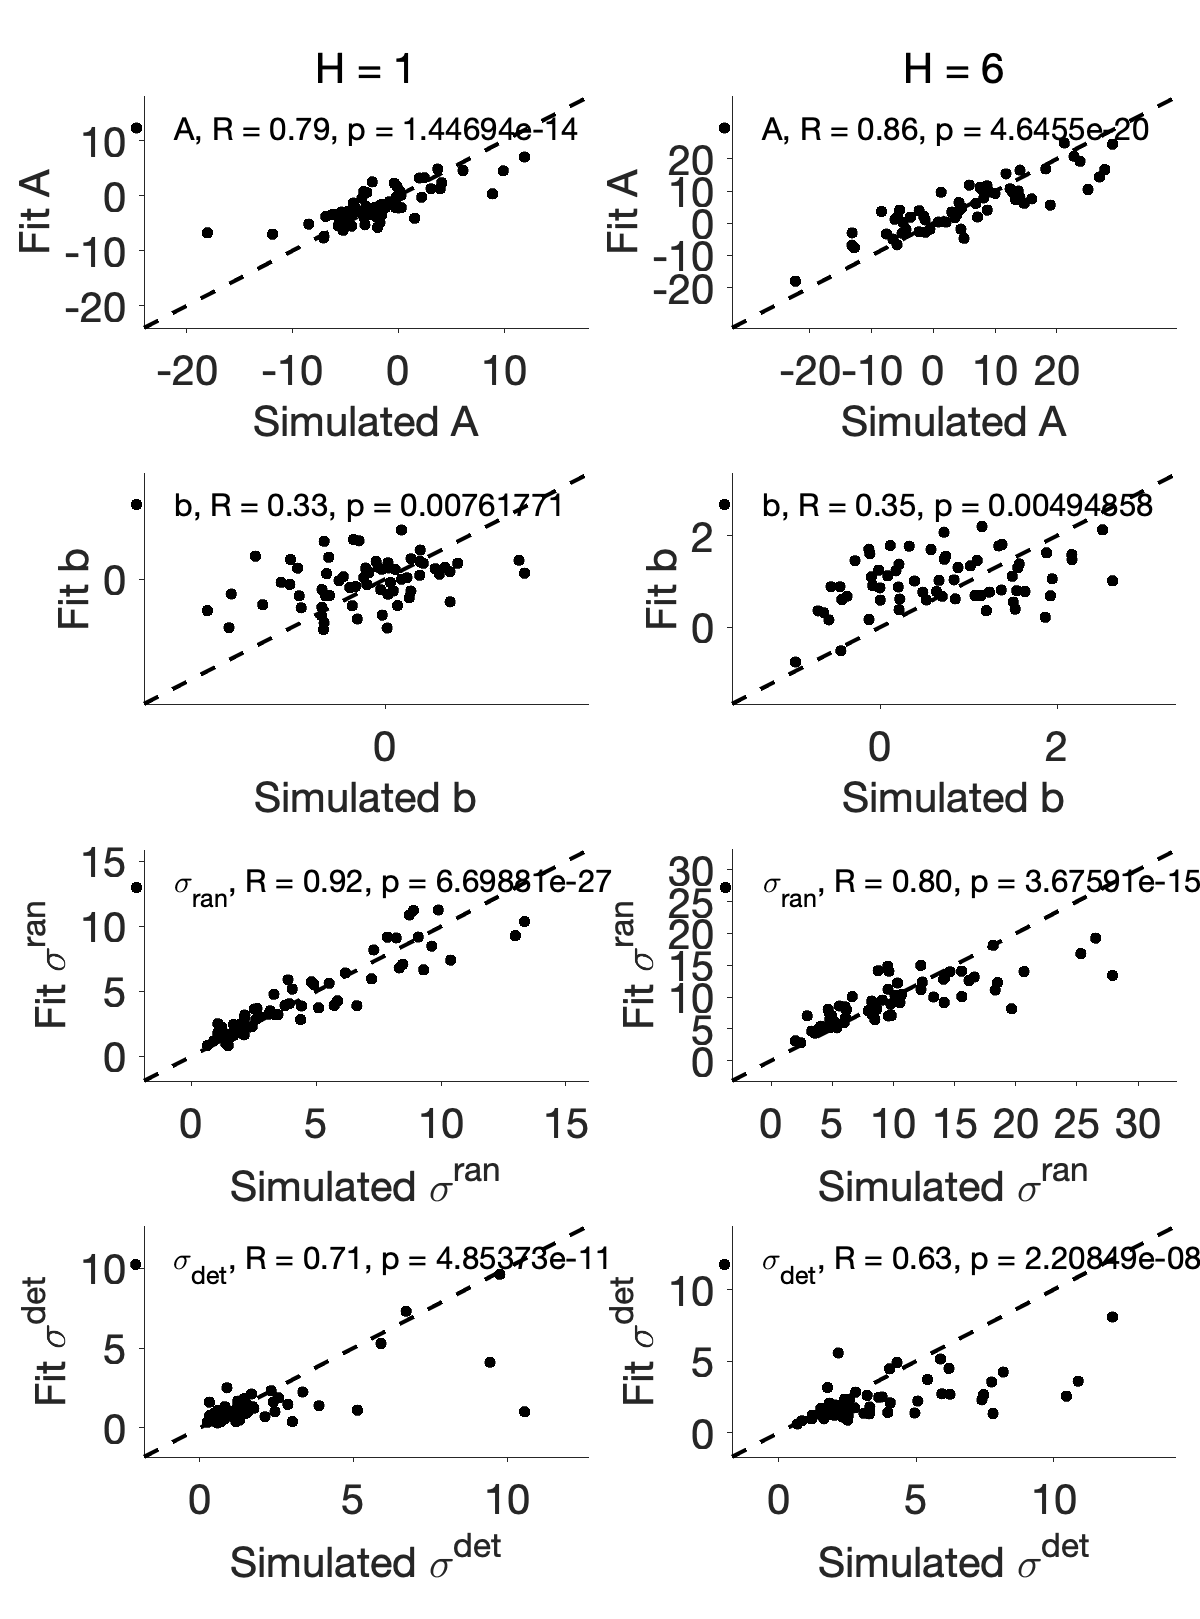 H = 1
H = 6
A, R = 0.79, p = 1.44694e-14
Fit A
10
0
-10
-20
-20 -10 0 10
Simulated A
A, R = 0.86, p = 4.6455e-20
Fit A
20
10
0
-10
-20
-20 -10 0 10 20
Simulated A
b, R = 0.33, p = 0.00761771
Fit b
0
0
Simulated b
b, R = 0.35, p = 0.00494858
Fit b
2
0
0 2
Simulated b
σran, R = 0.92, p = 6.69881e-27
Fit σran
15
10
5
0
0 5 10 15
Simulated σran
σran, R = 0.80, p = 3.67591e-15
Fit σran
30
25
20
15
10
5
0
0 5 10 15 20 25 30
Simulated σran
σdet, R = 0.71, p = 4.85373e-11
Fit σdet
10
5
0
0 5 10
Simulated σdet
σdet, R = 0.63, p = 2.20849e-08
Fit σdet
10
5
0
0 5 10
Simulated σdet